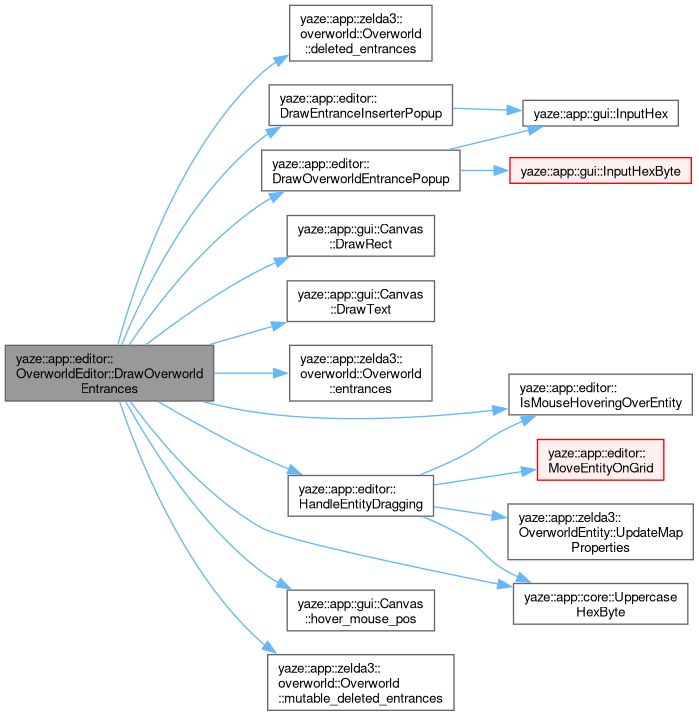 yaze::app::zelda3::
overworld::Overworld
::deleted_entrances
yaze::app::editor::
DrawEntranceInserterPopup
yaze::app::gui::InputHex
yaze::app::editor::
DrawOverworldEntrancePopup
yaze::app::gui::InputHexByte
yaze::app::gui::Canvas
::DrawRect
yaze::app::gui::Canvas
::DrawText
yaze::app::editor::
OverworldEditor::DrawOverworld
Entrances
yaze::app::zelda3::
overworld::Overworld
::entrances
yaze::app::editor::
IsMouseHoveringOverEntity
yaze::app::editor::
MoveEntityOnGrid
yaze::app::editor::
HandleEntityDragging
yaze::app::zelda3::
OverworldEntity::UpdateMap
Properties
yaze::app::core::Uppercase
HexByte
yaze::app::gui::Canvas
::hover_mouse_pos
yaze::app::zelda3::
overworld::Overworld
::mutable_deleted_entrances